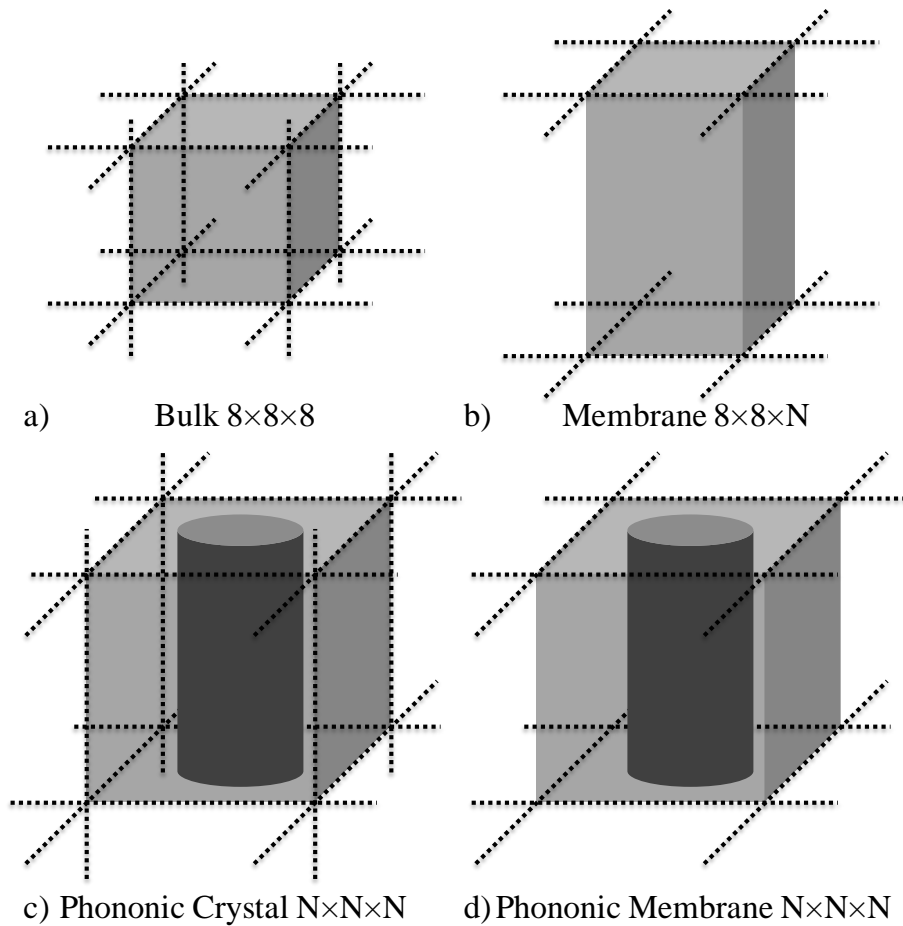 a) Bulk 8×8×8
b) Membrane 8×8×N
c) Phononic Crystal N×N×N
d) Phononic Membrane N×N×N